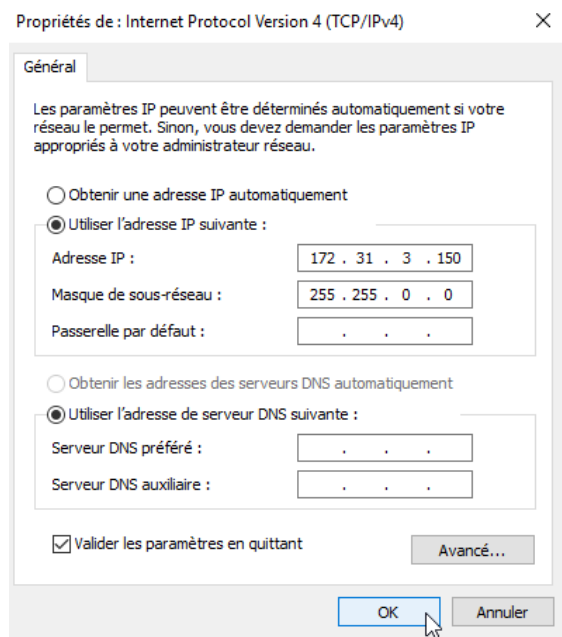 Propriétés de : Internet Protocol Version 4 (TCP/IPv4)
Général
Les paramètres IP peuvent être déterminés automatiquement si votre
réseau le permet. Sinon, vous devez demander les paramètres IP
appropriés à votre administrateur réseau.
Obtenir une adresse IP automatiquement
Utiliser l'adresse IP suivante :
Adresse IP : 172 . 31 . 3 . 150
Masque de sous-réseau : 255 . 255 . 0 . 0
Passerelle par défaut : . . .
Obtenir les adresses des serveurs DNS automatiquement
Utiliser l'adresse de serveur DNS suivante :
Serveur DNS préféré : . . .
Serveur DNS auxiliaire : . . .
Valider les paramètres en quittant Avancé...
OK Annuler